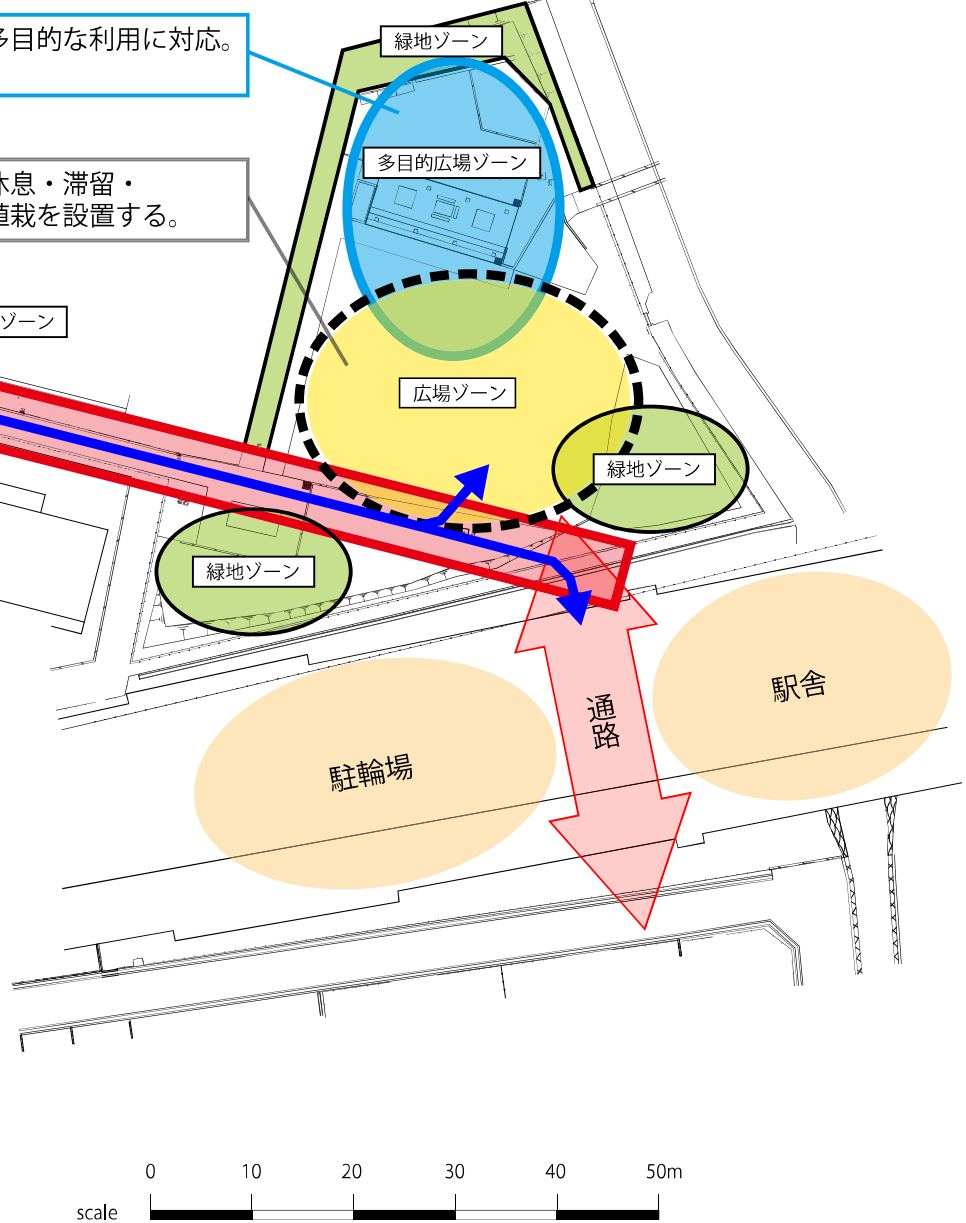 多目的な利用に対応。
緑地ゾーン
多目的広場ゾーン
休息・滞留・
植栽を設置する。
ゾーン
広場ゾーン
緑地ゾーン
緑地ゾーン
駅舎
通路
駐輪場
0 10 20 30 40 50m
scale